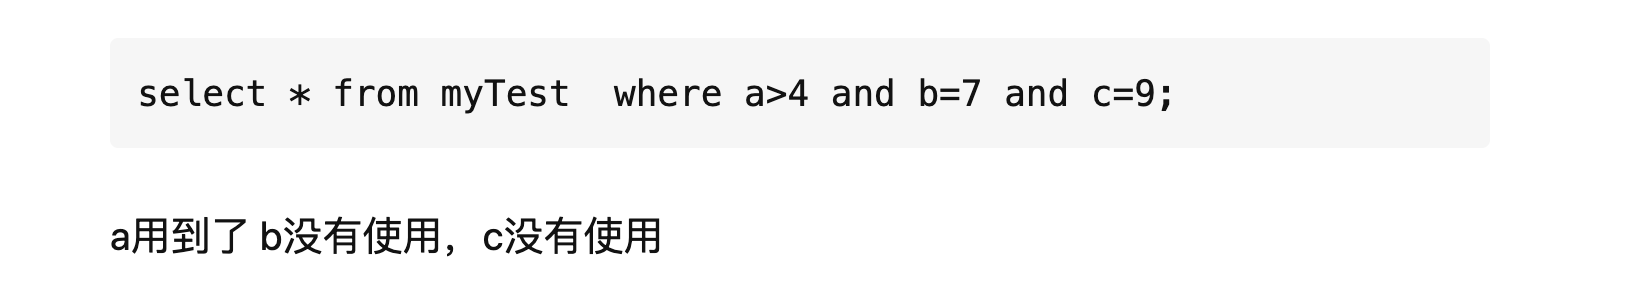 select * from myTest  where a>4 and b=7 and c=9;
a用到了 b没有使用，c没有使用